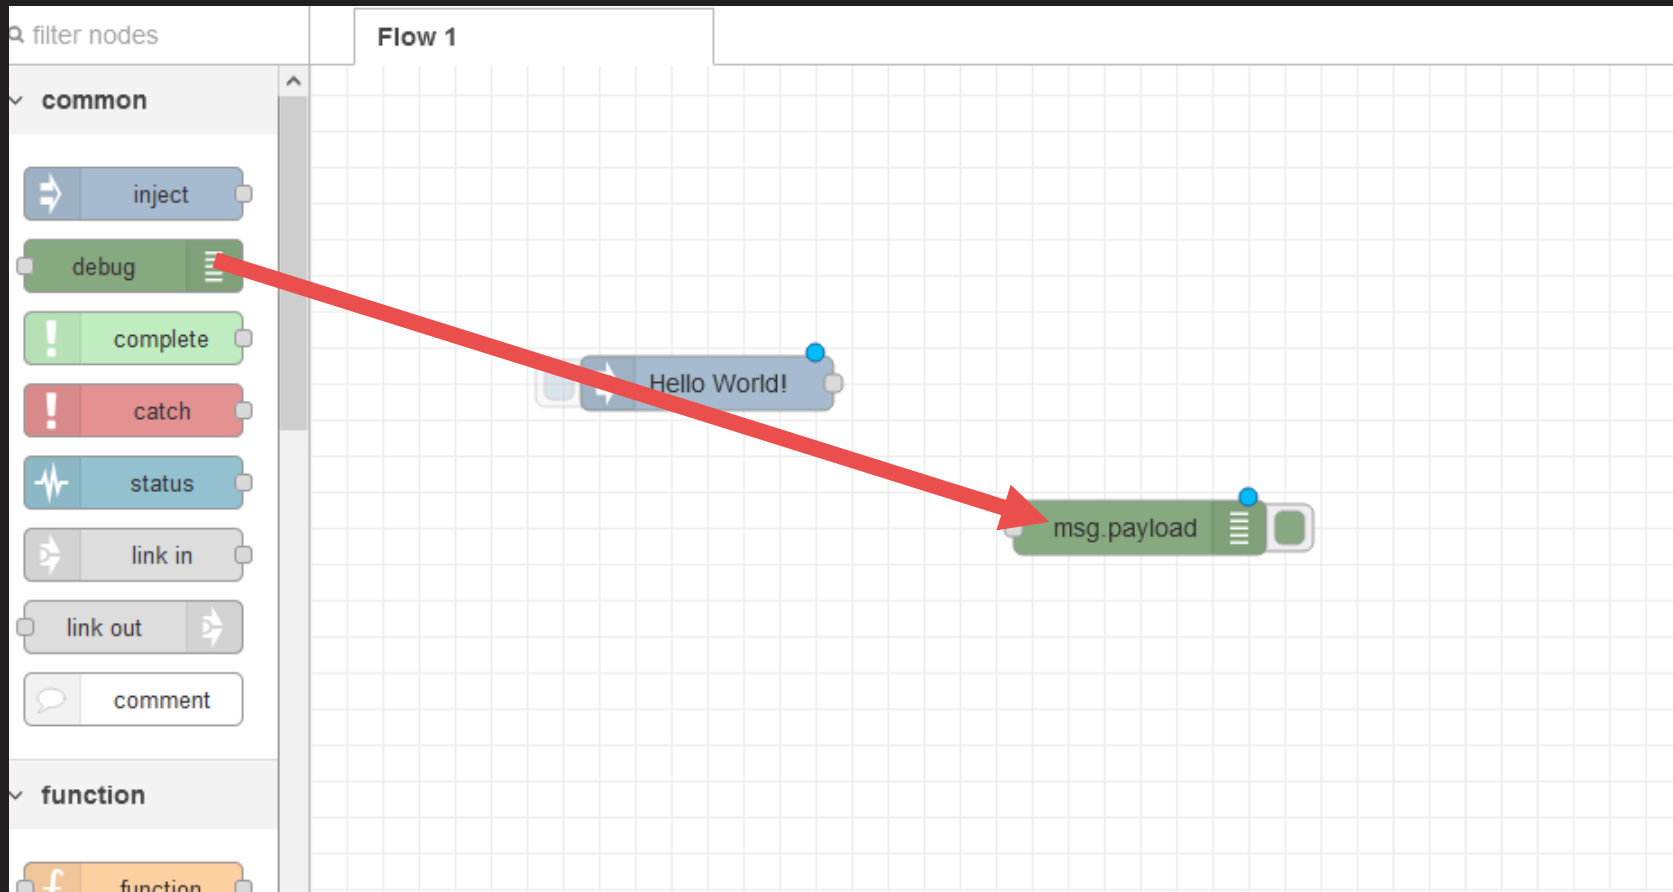 filter nodes
Flow 1
common
inject
debug
complete
catch
status
link in
link out
comment
function
function
Hello World!
msg.payload